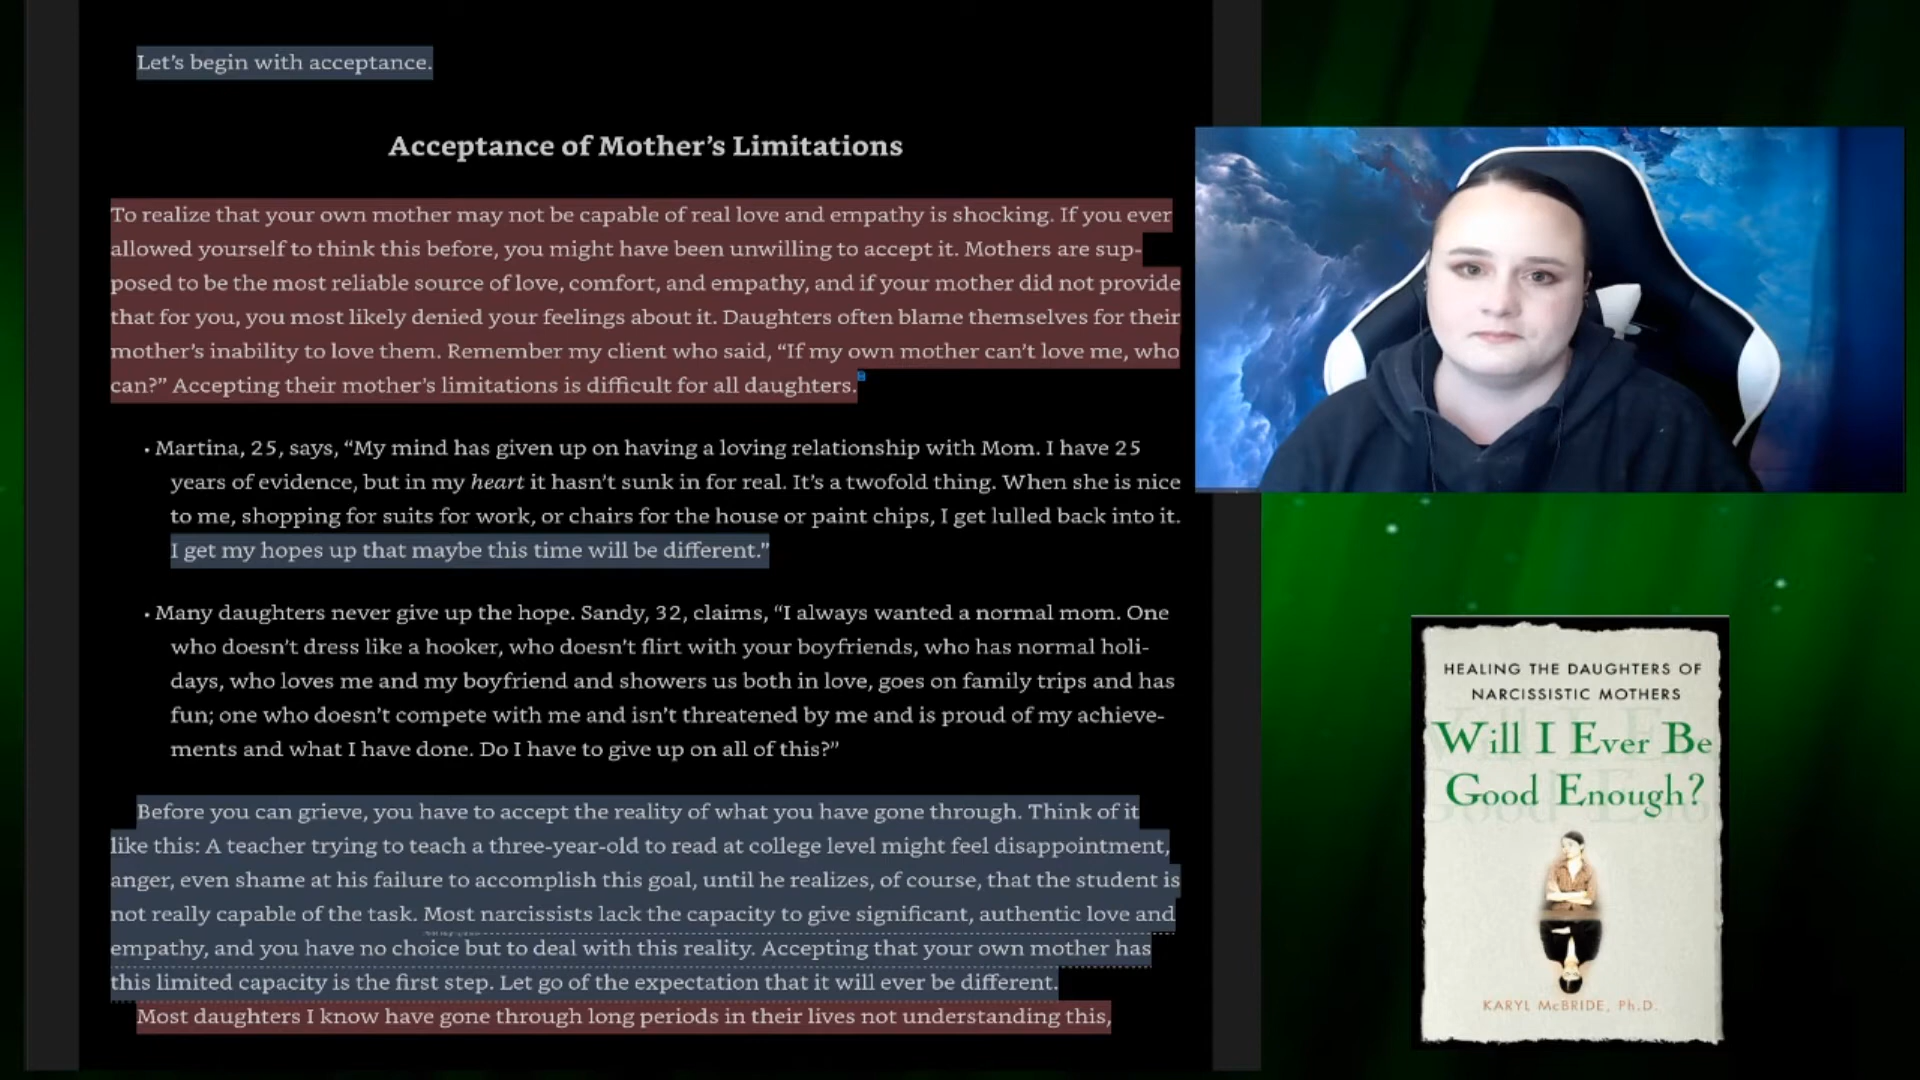 Let's begin with acceptance.
Acceptance of Mother's Limitations
To realize that your own mother may not be capable of real love and empathy is shocking. If you ever
allowed yourself to think this before, you might have been unwilling to accept it. Mothers are sup-
posed to be the most reliable source of love, comfort, and empathy, and if your mother did not provide
that for you, you most likely denied your feelings about it. Daughters often blame themselves for their
mother's inability to love them. Remember my client who said, “If my own mother can't love me, who
can?” Accepting their mother's limitations is difficult for all daughters.
• Martina, 25, says, “My mind has given up on having a loving relationship with Mom. I have 25
years of evidence, but in my heart it hasn't sunk in for real. It's a twofold thing. When she is nice
to me, shopping for suits for work, or chairs for the house or paint chips, I get lulled back into it.
I get my hopes up that maybe this time will be different.”
• Many daughters never give up the hope. Sandy, 32, claims, “I always wanted a normal mom. One
who doesn't dress like a hooker, who doesn't flirt with your boyfriends, who has normal holi-
days, who loves me and my boyfriend and showers us both in love, goes on family trips and has
fun; one who doesn't compete with me and isn't threatened by me and is proud of my achieve-
ments and what I have done. Do I have to give up on all of this?”
Before you can grieve, you have to accept the reality of what you have gone through. Think of it
like this: A teacher trying to teach a three-year-old to read at college level might feel disappointment,
anger, even shame at his failure to accomplish this goal, until he realizes, of course, that the student is
not really capable of the task. Most narcissists lack the capacity to give significant, authentic love and
empathy, and you have no choice but to deal with this reality. Accepting that your own mother has
this limited capacity is the first step. Let go of the expectation that it will ever be different.
Most daughters I know have gone through long periods in their lives not understanding this,
HEALING THE DAUGHTERS OF
NARCISSISTIC MOTHERS
Will I Ever Be
Good Enough?
KARYL McBRIDE, Ph.D.